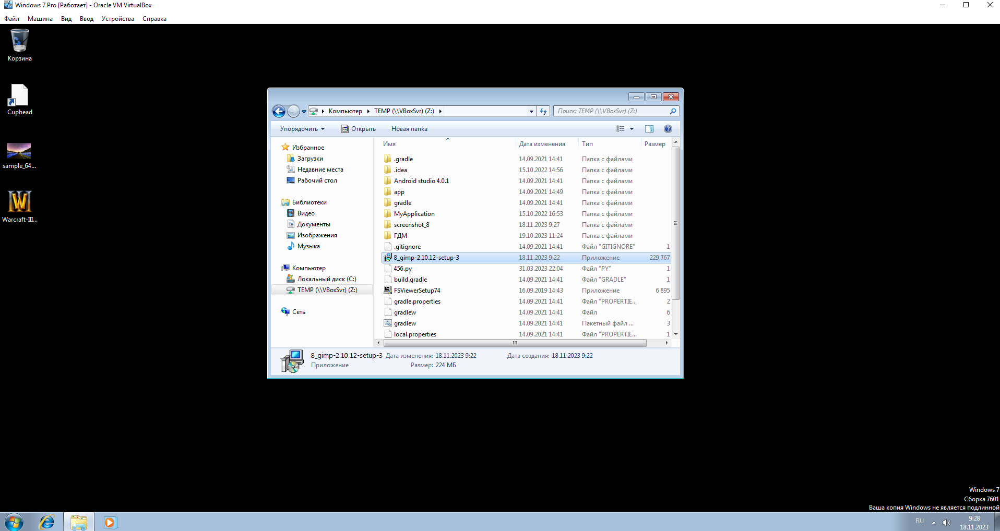 Windows 7 Pro [Работает] - Oracle VM VirtualBox
Файл Машина Вид Ввод Устройства Справка
Корзина
Cuphead
sample_64...
Warcraft-III...
Компьютер TEMP (\\VBoxSvr) (Z:) Поиск: TEMP (\\VBoxSvr) (Z:)
Упорядочить Открыть Новая папка
Избранное
Загрузки
Недавние места
Рабочий стол
Библиотеки
Видео
Документы
Изображения
Музыка
Компьютер
Локальный диск (C:)
TEMP (\\VBoxSvr) (Z:)
Сеть
Имя Дата изменения Тип Размер
.gradle 14.09.2021 14:41 Папка с файлами
.idea 15.10.2022 14:56 Папка с файлами
Android studio 4.0.1 14.09.2021 14:41 Папка с файлами
app 14.09.2021 14:49 Папка с файлами
gradle 14.09.2021 14:41 Папка с файлами
MyApplication 15.10.2022 16:53 Папка с файлами
screenshot_8 18.11.2023 9:27 Папка с файлами
ГДМ 19.10.2023 11:24 Папка с файлами
.gitignore 14.09.2021 14:41 Файл "GITIGNORE" 1
8_gimp-2.10.12-setup-3 18.11.2023 9:22 Приложение 229 767
456.py 31.03.2023 22:04 Файл "PY" 1
build.gradle 14.09.2021 14:41 Файл "GRADLE" 1
FSViewerSetup74 16.09.2019 14:43 Приложение 6 895
gradle.properties 14.09.2021 14:41 Файл "PROPERTIE... 2
gradlew 14.09.2021 14:41 Файл 6
gradlew 14.09.2021 14:41 Пакетный файл ... 3
local.properties 14.09.2021 14:41 Файл "PROPERTIE... 1
8_gimp-2.10.12-setup-3 Дата изменения: 18.11.2023 9:22 Дата создания: 18.11.2023 9:22
Приложение Размер: 224 МБ
Windows 7
Сборка 7601
Ваша копия Windows не является подлинной
RU 9:28
18.11.2023